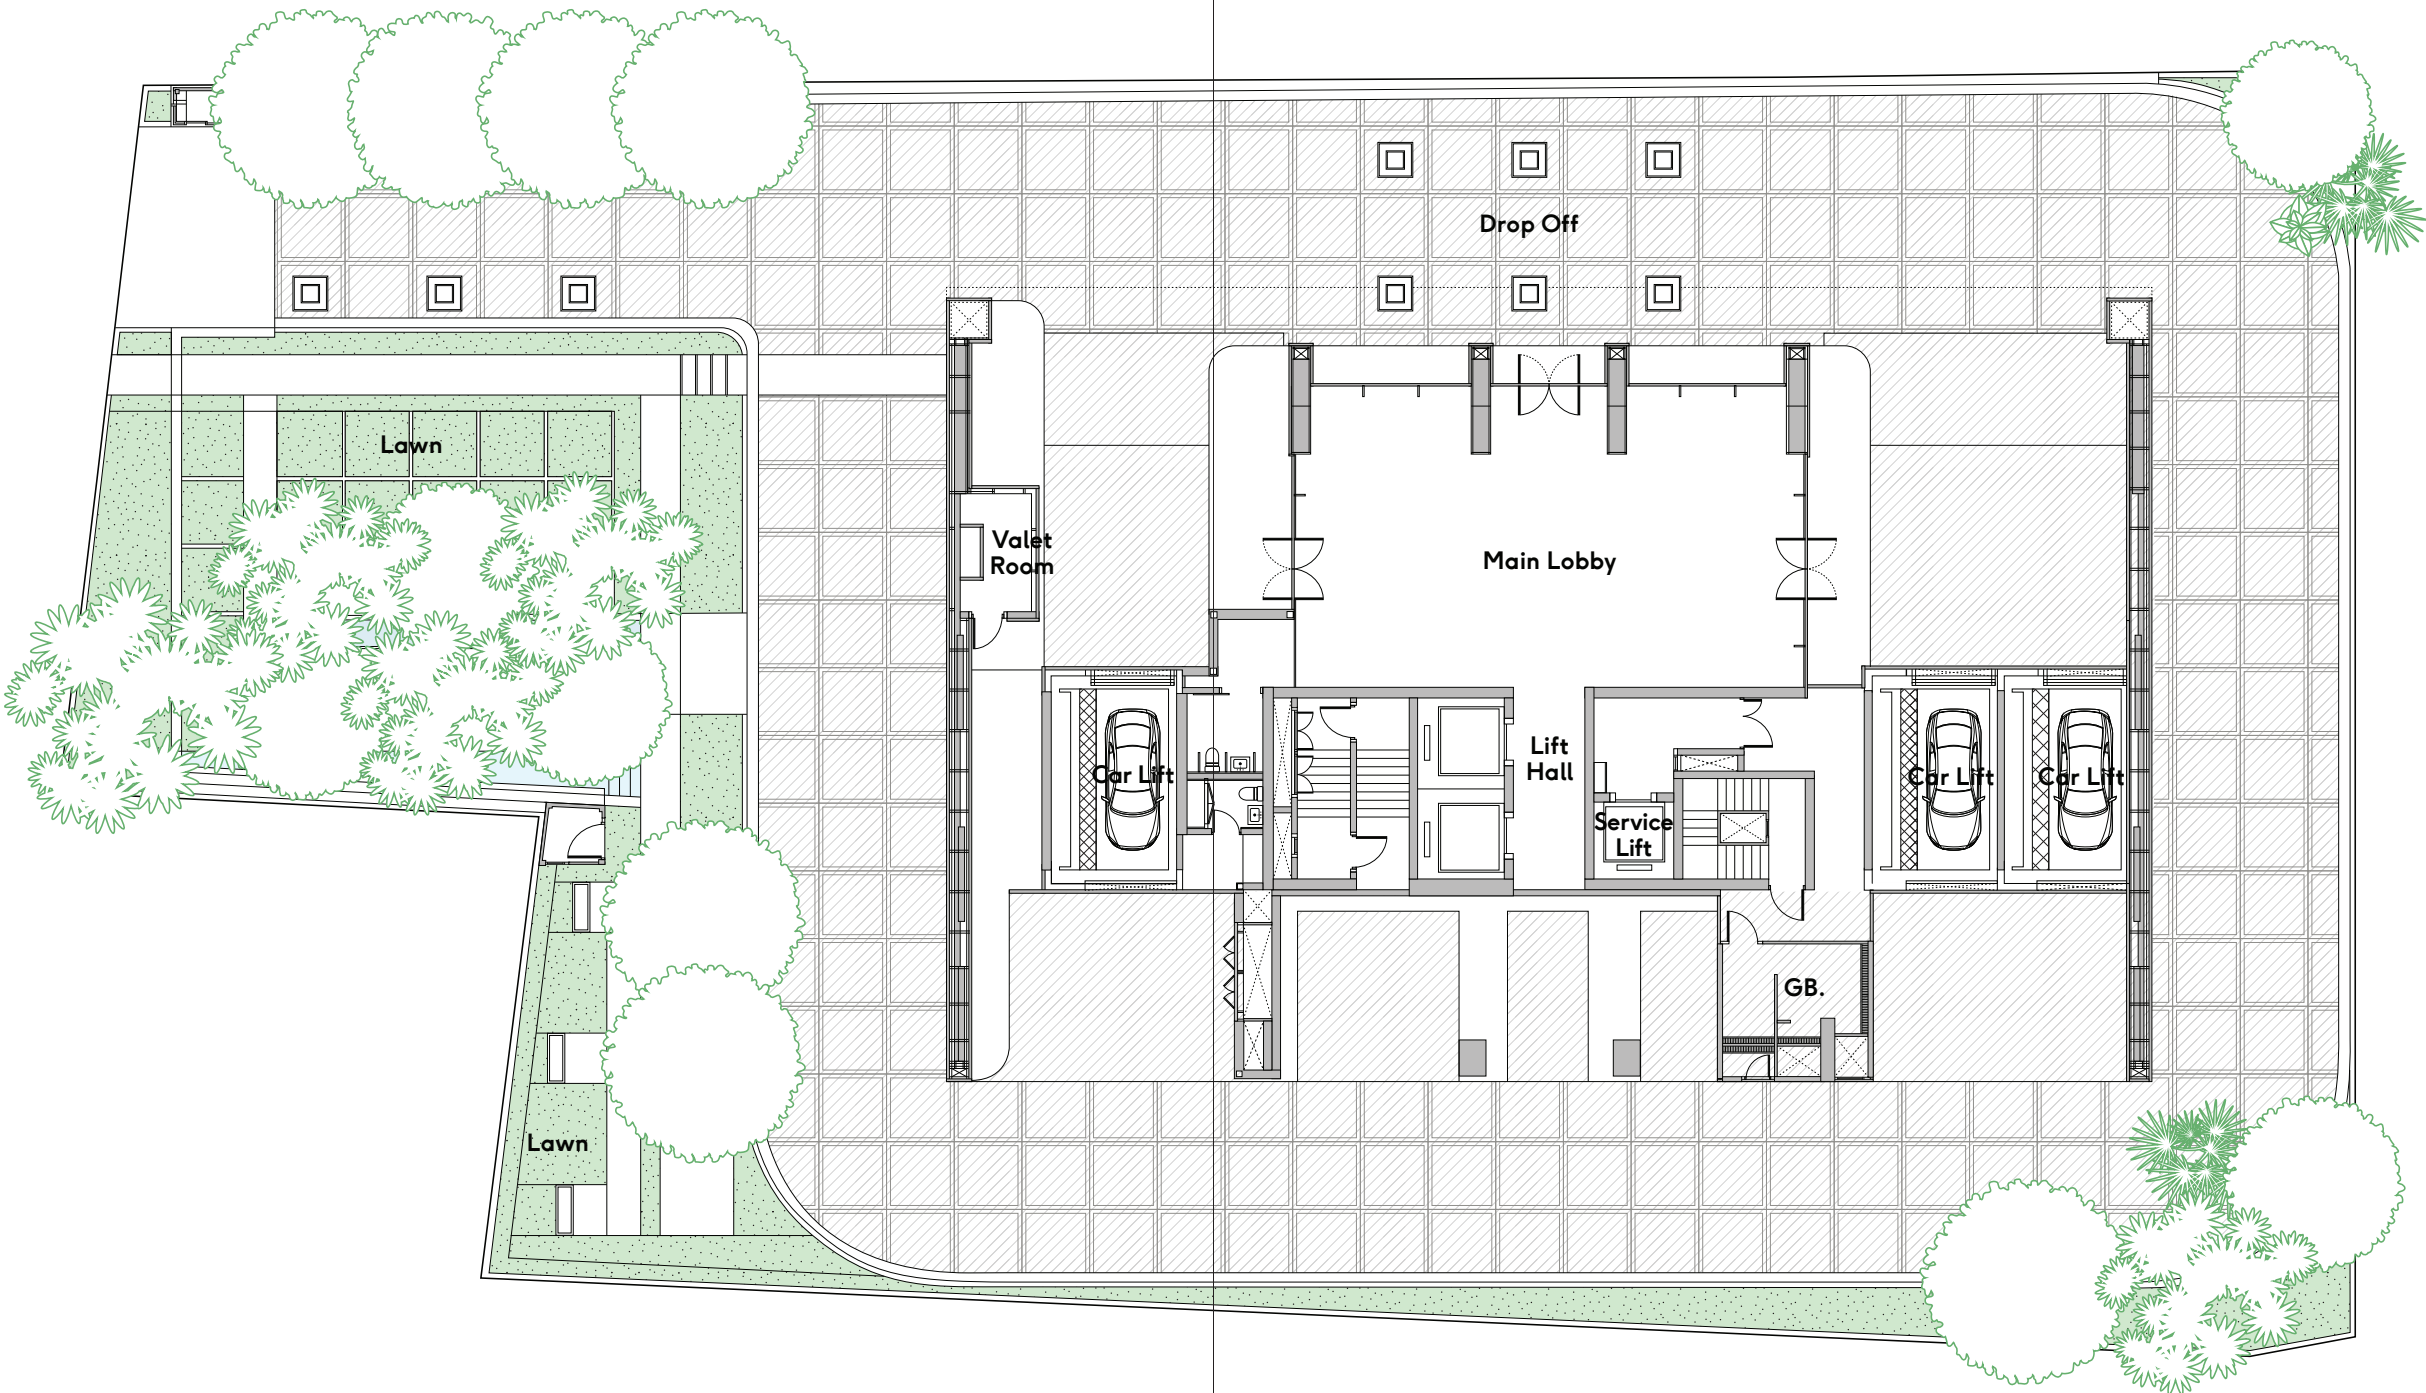 Drop Off
Lawn
Valet
Room
Main Lobby
Lift
Hall
Car Lift
Car Lift
Car Lift
Service
Lift
GB.
Lawn